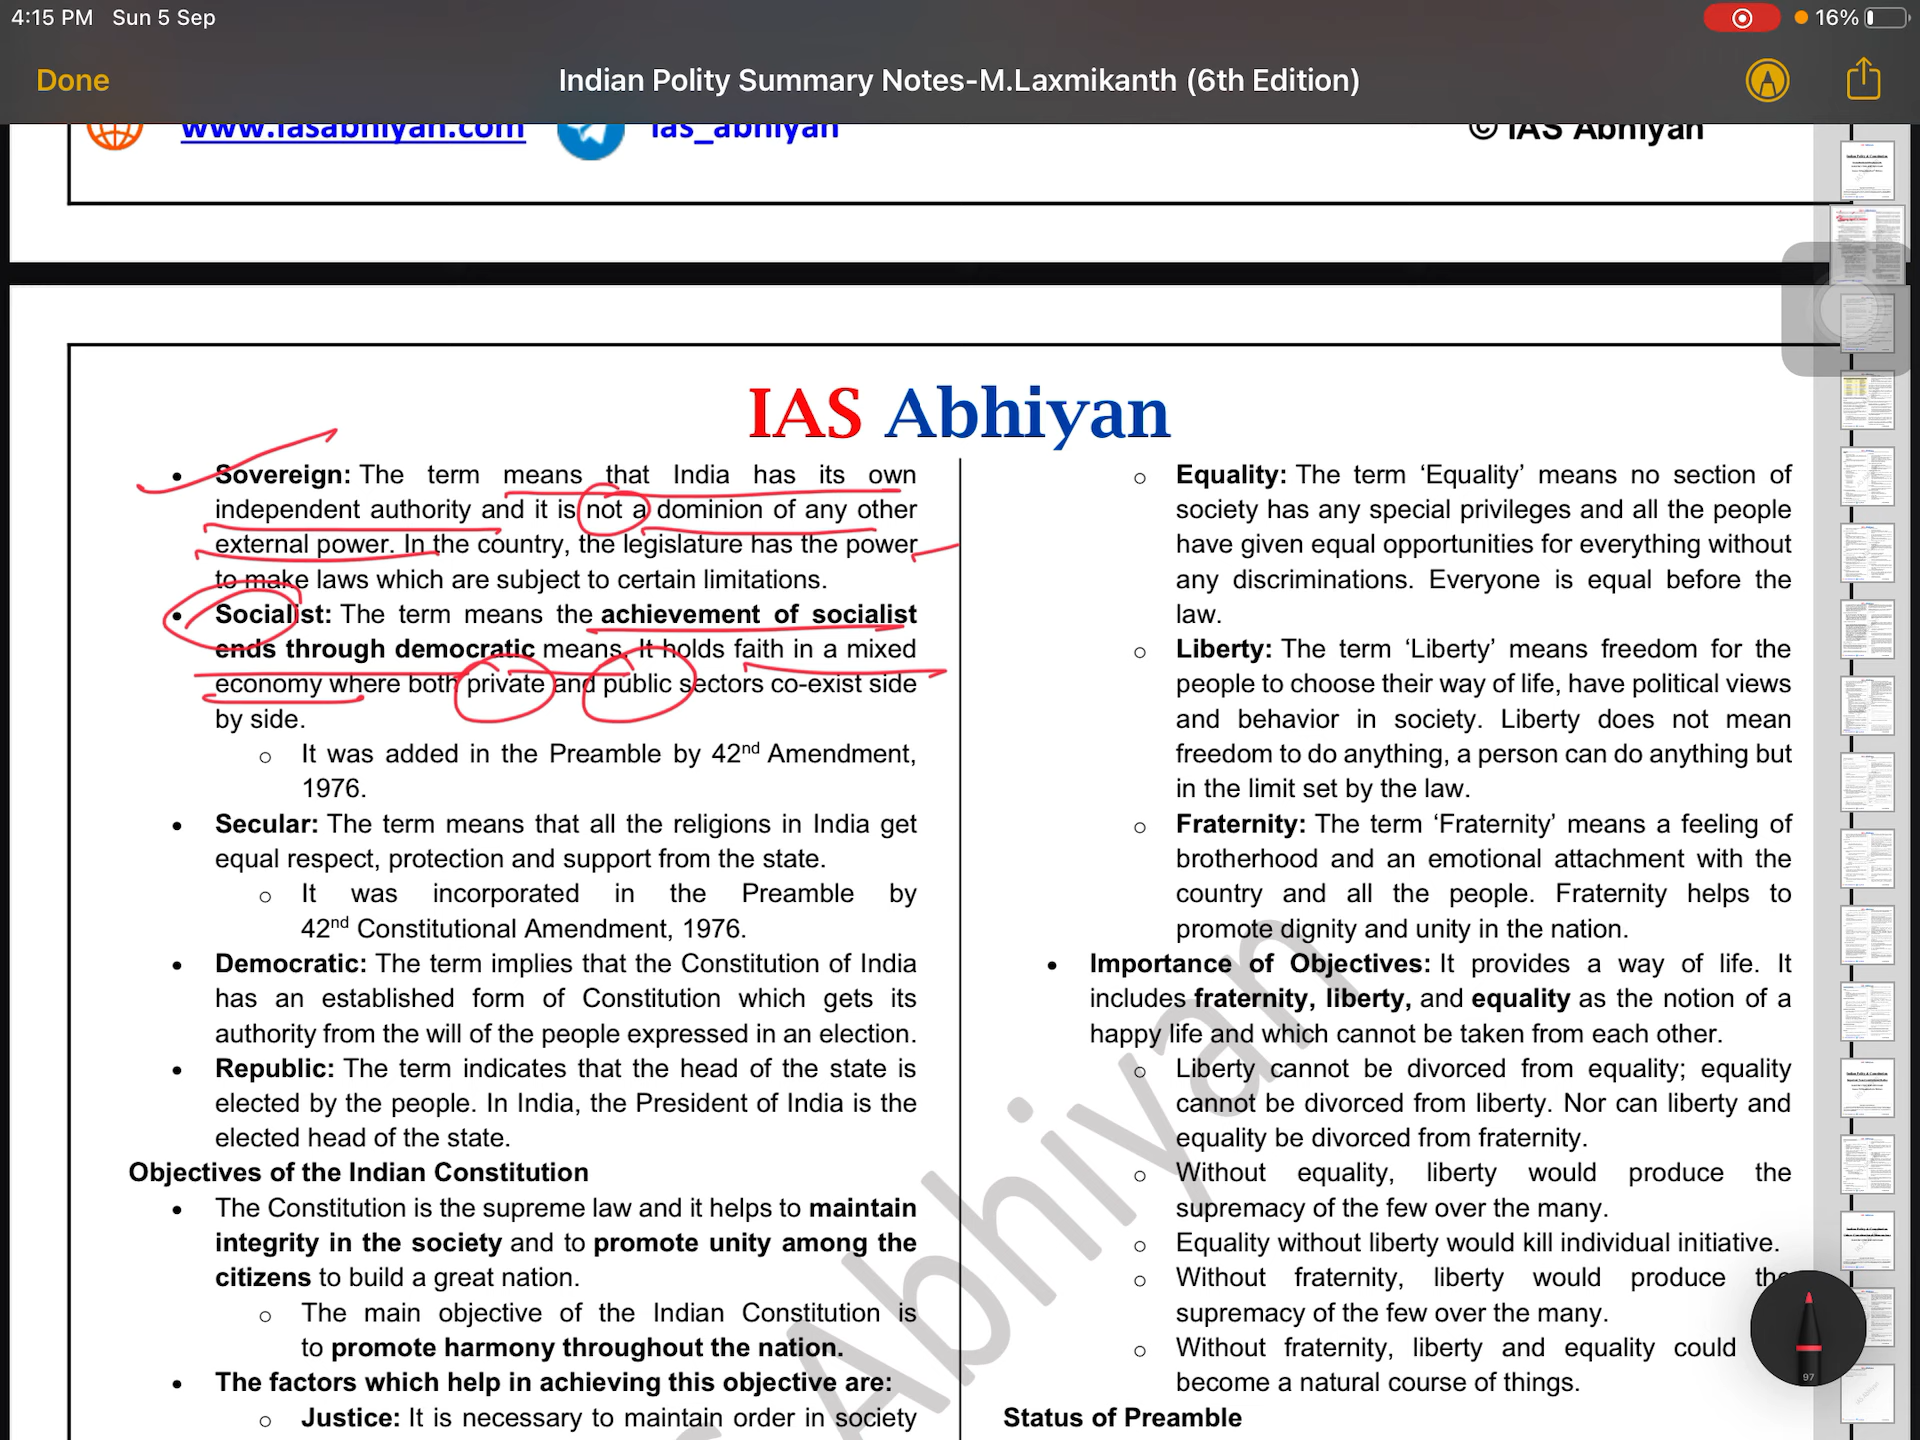 4:15 PM Sun 5 Sep
16%
Done
Indian Polity Summary Notes-M.Laxmikanth (6th Edition)
www.iasabhiyan.com
ias_abhiyan
© IAS Abhiyan
IAS Abhiyan
• Sovereign: The term means that India has its own
independent authority and it is not a dominion of any other
external power. In the country, the legislature has the power
to make laws which are subject to certain limitations.
• Socialist: The term means the achievement of socialist
ends through democratic means. It holds faith in a mixed
economy where both private and public sectors co-exist side
by side.
o It was added in the Preamble by 42nd Amendment,
1976.
• Secular: The term means that all the religions in India get
equal respect, protection and support from the state.
o It was incorporated in the Preamble by
42nd Constitutional Amendment, 1976.
• Democratic: The term implies that the Constitution of India
has an established form of Constitution which gets its
authority from the will of the people expressed in an election.
• Republic: The term indicates that the head of the state is
elected by the people. In India, the President of India is the
elected head of the state.
Objectives of the Indian Constitution
• The Constitution is the supreme law and it helps to maintain
integrity in the society and to promote unity among the
citizens to build a great nation.
o The main objective of the Indian Constitution is
to promote harmony throughout the nation.
• The factors which help in achieving this objective are:
o Justice: It is necessary to maintain order in society
o Equality: The term ‘Equality’ means no section of
society has any special privileges and all the people
have given equal opportunities for everything without
any discriminations. Everyone is equal before the
law.
o Liberty: The term ‘Liberty’ means freedom for the
people to choose their way of life, have political views
and behavior in society. Liberty does not mean
freedom to do anything, a person can do anything but
in the limit set by the law.
o Fraternity: The term ‘Fraternity’ means a feeling of
brotherhood and an emotional attachment with the
country and all the people. Fraternity helps to
promote dignity and unity in the nation.
• Importance of Objectives: It provides a way of life. It
includes fraternity, liberty, and equality as the notion of a
happy life and which cannot be taken from each other.
o Liberty cannot be divorced from equality; equality
cannot be divorced from liberty. Nor can liberty and
equality be divorced from fraternity.
o Without equality, liberty would produce the
supremacy of the few over the many.
o Equality without liberty would kill individual initiative.
o Without fraternity, liberty would produce the
supremacy of the few over the many.
o Without fraternity, liberty and equality could
become a natural course of things.
Status of Preamble
Abhiyan
97